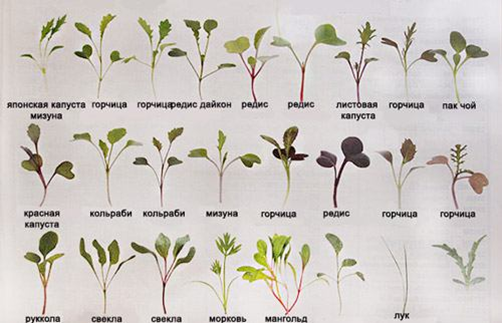 японская капуста мизуна
горчица
горчица
редис дайкон
редис
редис
листовая капуста
горчица
пак чой
красная капуста
кольраби
кольраби
мизуна
горчица
редис
горчица
горчица
руккола
свекла
свекла
морковь
мангольд
лук